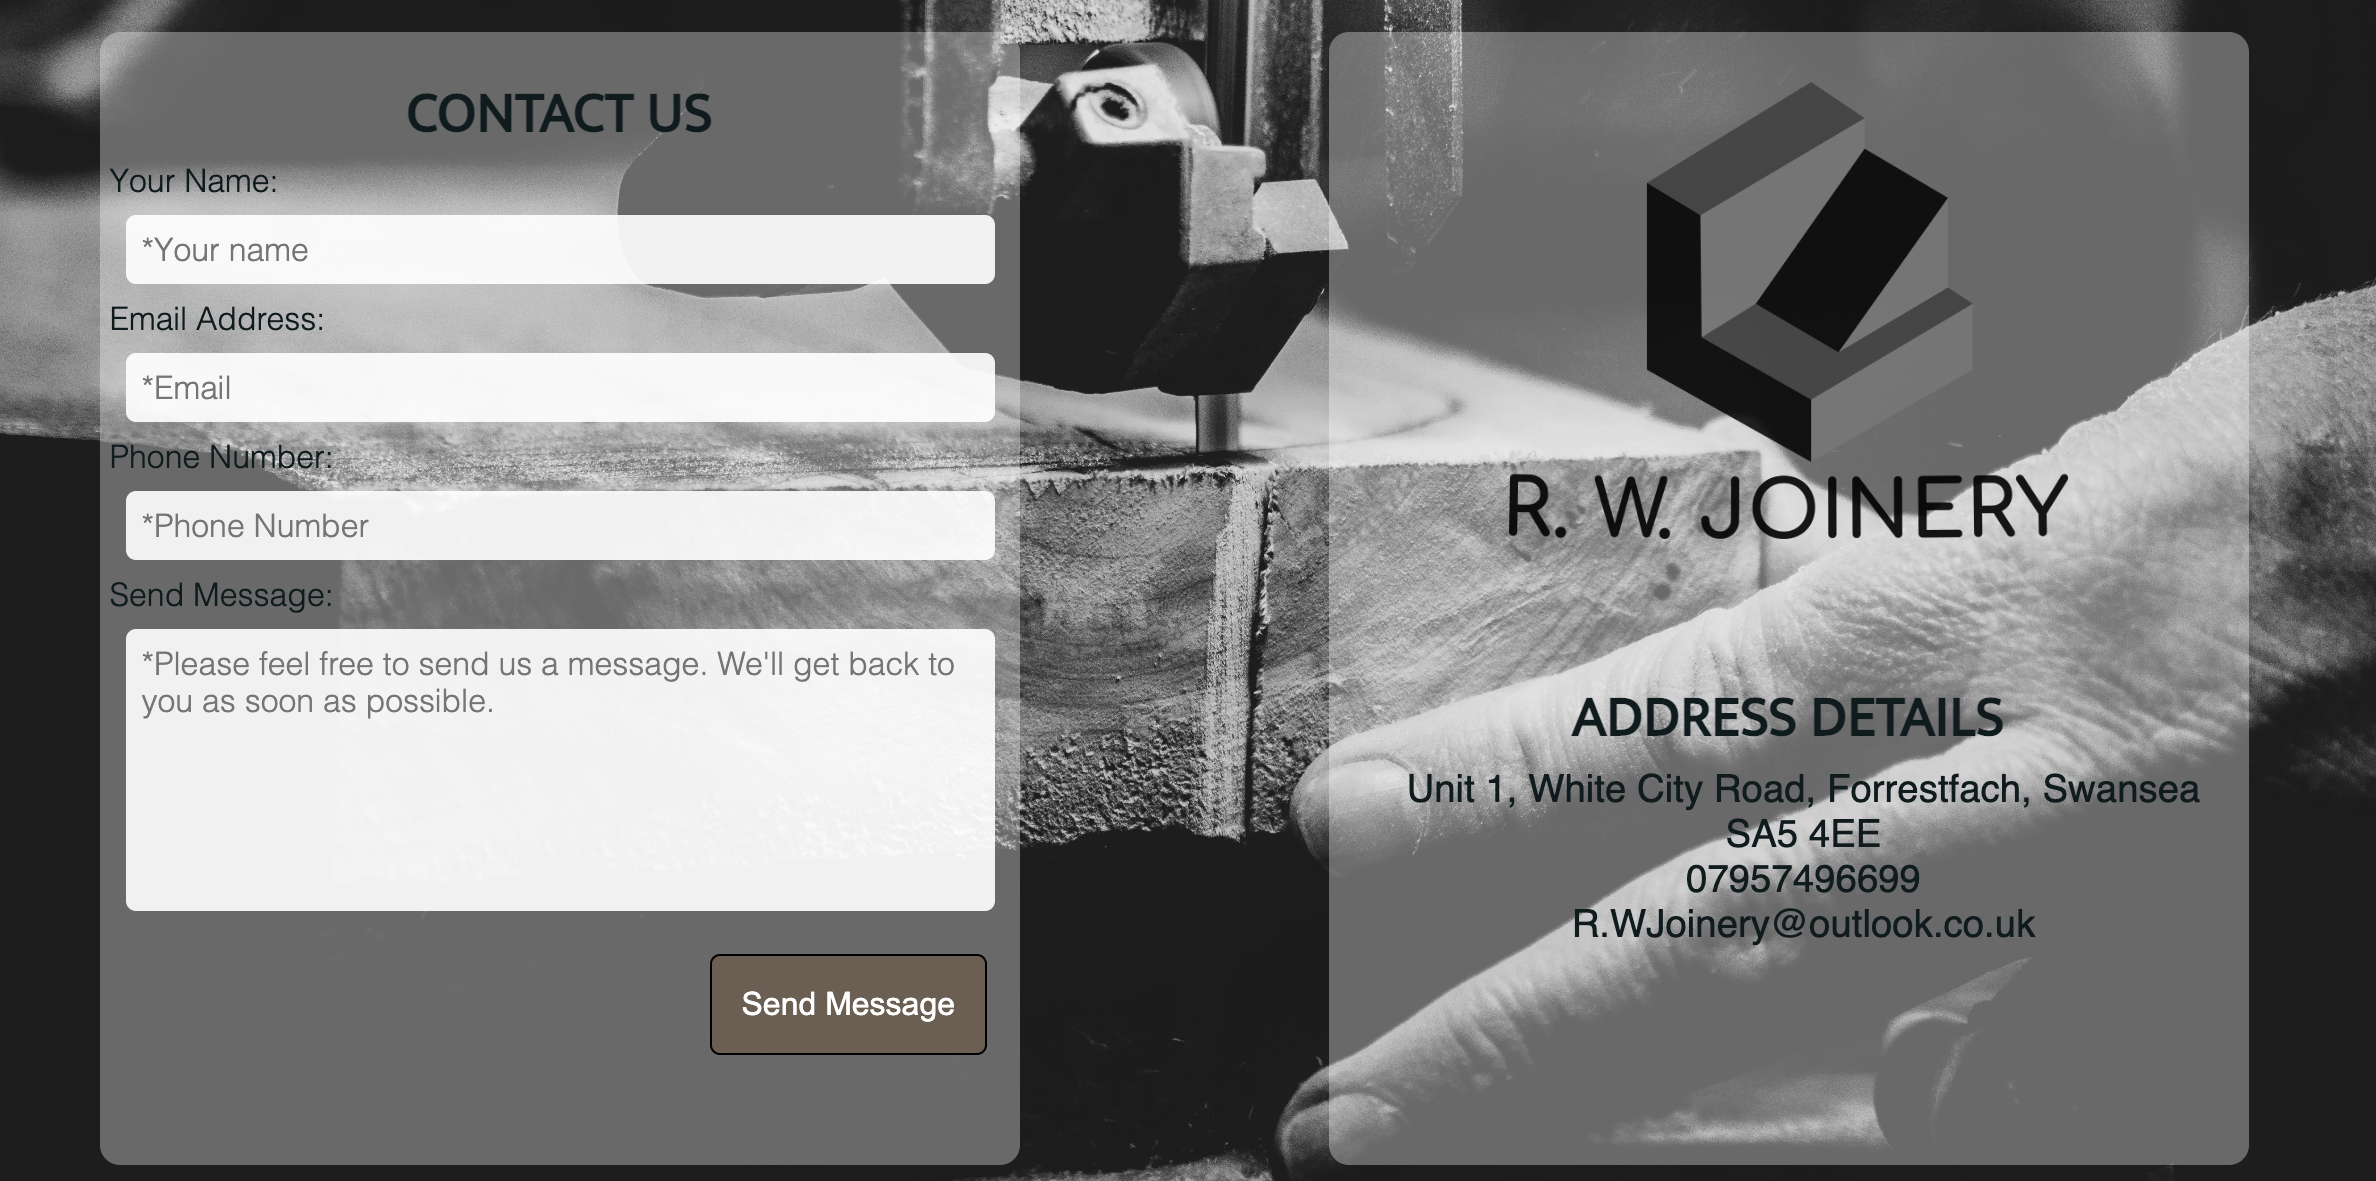 CONTACT US
Your Name:
*Your name
Email Address:
*Email
Phone Number:
*Phone Number
Send Message:
*Please feel free to send us a message. We'll get back to
you as soon as possible.
Send Message
R. W. JOINERY
ADDRESS DETAILS
Unit 1, White City Road, Forrestfach, Swansea
SA5 4EE
07957496699
R.WJoinery@outlook.co.uk